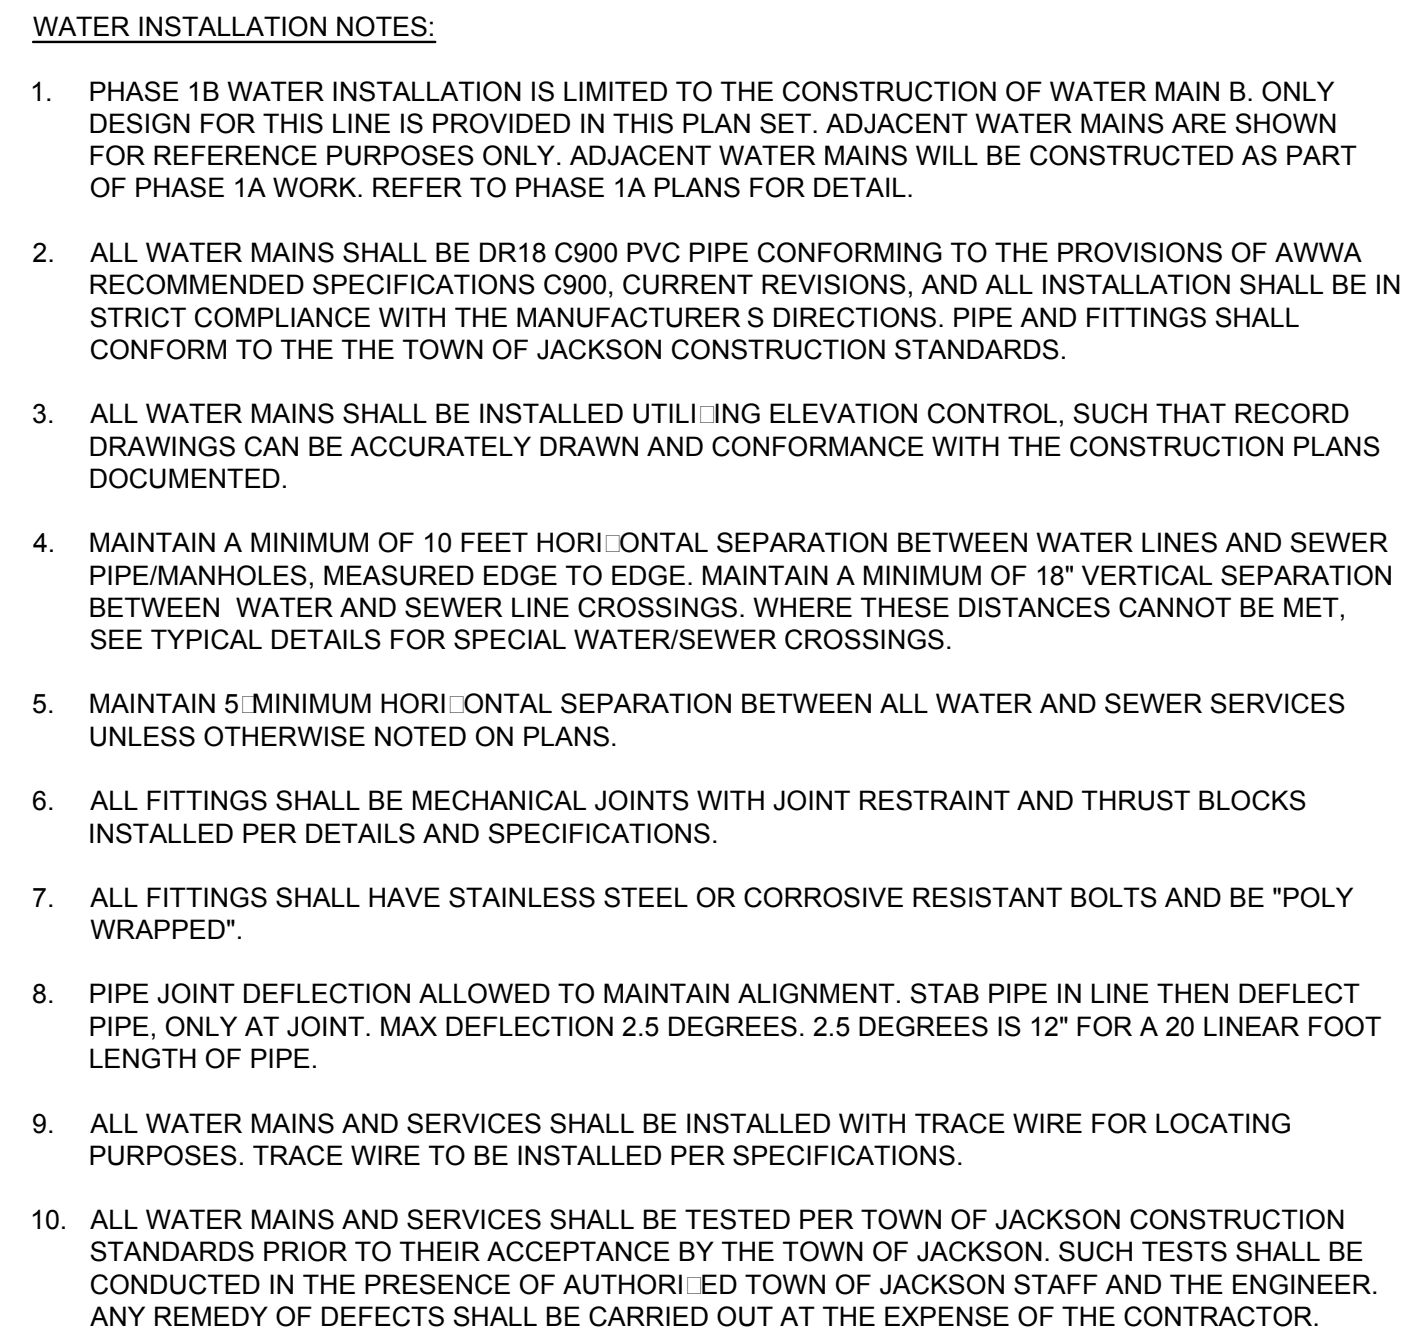 WATER INSTALLATION NOTES:
1. PHASE 1B WATER INSTALLATION IS LIMITED TO THE CONSTRUCTION OF WATER MAIN B. ONLY
DESIGN FOR THIS LINE IS PROVIDED IN THIS PLAN SET. ADJACENT WATER MAINS ARE SHOWN
FOR REFERENCE PURPOSES ONLY. ADJACENT WATER MAINS WILL BE CONSTRUCTED AS PART
OF PHASE 1A WORK. REFER TO PHASE 1A PLANS FOR DETAIL.
2. ALL WATER MAINS SHALL BE DR18 C900 PVC PIPE CONFORMING TO THE PROVISIONS OF AWWA
RECOMMENDED SPECIFICATIONS C900, CURRENT REVISIONS, AND ALL INSTALLATION SHALL BE IN
STRICT COMPLIANCE WITH THE MANUFACTURER S DIRECTIONS. PIPE AND FITTINGS SHALL
CONFORM TO THE THE TOWN OF JACKSON CONSTRUCTION STANDARDS.
3. ALL WATER MAINS SHALL BE INSTALLED UTILI□ING ELEVATION CONTROL, SUCH THAT RECORD
DRAWINGS CAN BE ACCURATELY DRAWN AND CONFORMANCE WITH THE CONSTRUCTION PLANS
DOCUMENTED.
4. MAINTAIN A MINIMUM OF 10 FEET HORI□ONTAL SEPARATION BETWEEN WATER LINES AND SEWER
PIPE/MANHOLES, MEASURED EDGE TO EDGE. MAINTAIN A MINIMUM OF 18" VERTICAL SEPARATION
BETWEEN WATER AND SEWER LINE CROSSINGS. WHERE THESE DISTANCES CANNOT BE MET,
SEE TYPICAL DETAILS FOR SPECIAL WATER/SEWER CROSSINGS.
5. MAINTAIN 5□MINIMUM HORI□ONTAL SEPARATION BETWEEN ALL WATER AND SEWER SERVICES
UNLESS OTHERWISE NOTED ON PLANS.
6. ALL FITTINGS SHALL BE MECHANICAL JOINTS WITH JOINT RESTRAINT AND THRUST BLOCKS
INSTALLED PER DETAILS AND SPECIFICATIONS.
7. ALL FITTINGS SHALL HAVE STAINLESS STEEL OR CORROSIVE RESISTANT BOLTS AND BE "POLY
WRAPPED".
8. PIPE JOINT DEFLECTION ALLOWED TO MAINTAIN ALIGNMENT. STAB PIPE IN LINE THEN DEFLECT
PIPE, ONLY AT JOINT. MAX DEFLECTION 2.5 DEGREES. 2.5 DEGREES IS 12" FOR A 20 LINEAR FOOT
LENGTH OF PIPE.
9. ALL WATER MAINS AND SERVICES SHALL BE INSTALLED WITH TRACE WIRE FOR LOCATING
PURPOSES. TRACE WIRE TO BE INSTALLED PER SPECIFICATIONS.
10. ALL WATER MAINS AND SERVICES SHALL BE TESTED PER TOWN OF JACKSON CONSTRUCTION
STANDARDS PRIOR TO THEIR ACCEPTANCE BY THE TOWN OF JACKSON. SUCH TESTS SHALL BE
CONDUCTED IN THE PRESENCE OF AUTHORI□ED TOWN OF JACKSON STAFF AND THE ENGINEER.
ANY REMEDY OF DEFECTS SHALL BE CARRIED OUT AT THE EXPENSE OF THE CONTRACTOR.